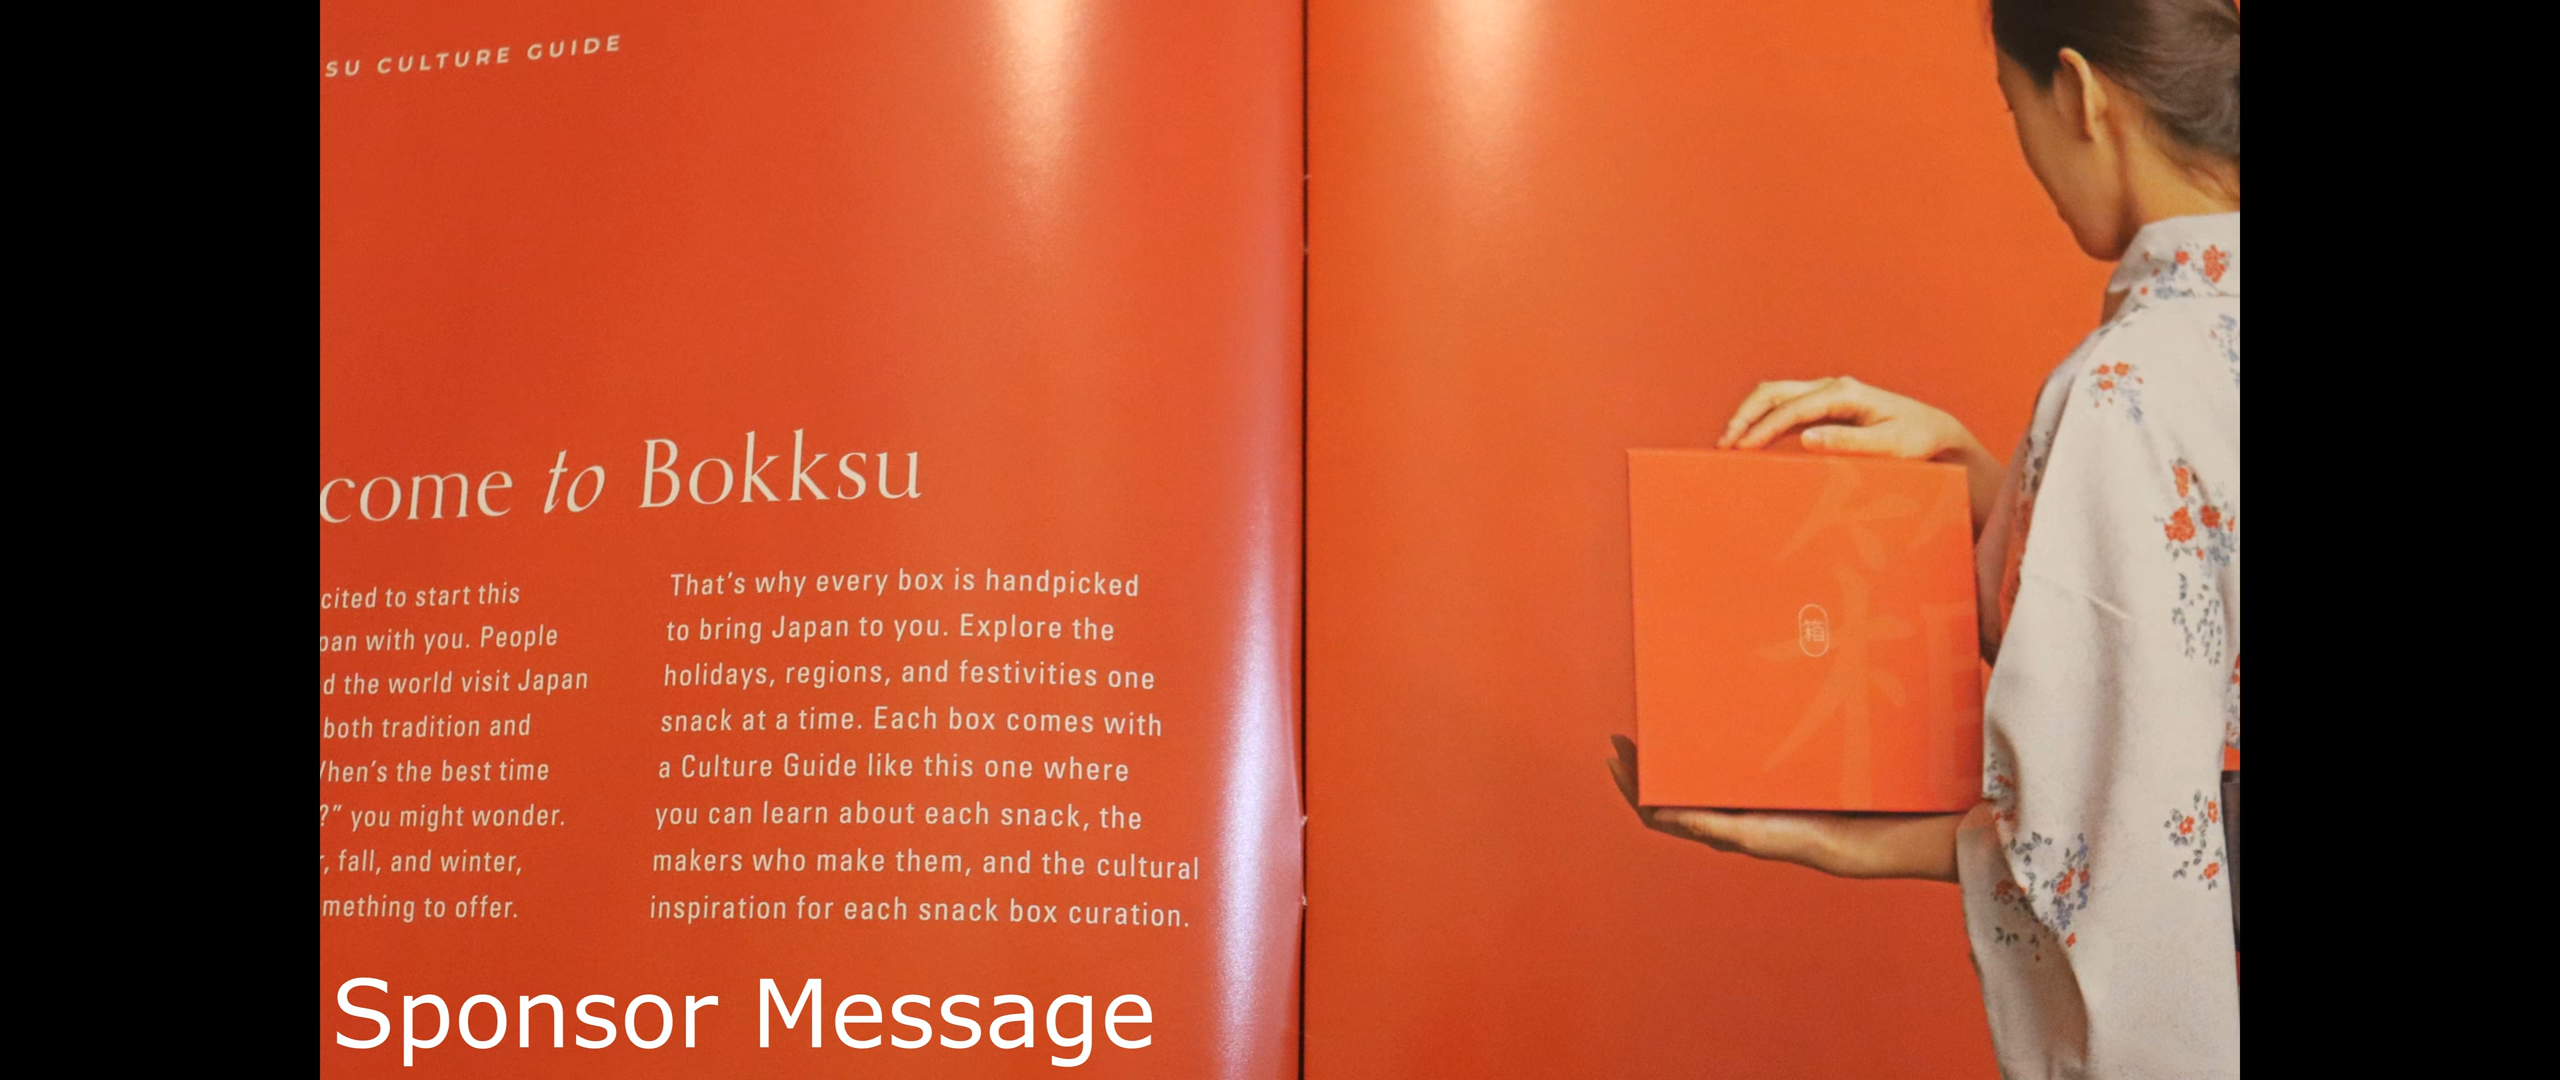 SU CULTURE GUIDE
come to Bokksu
cited to start this
pan with you. People
d the world visit Japan
both tradition and
hen's the best time
?" you might wonder.
, fall, and winter,
mething to offer.
That's why every box is handpicked
to bring Japan to you. Explore the
holidays, regions, and festivities one
snack at a time. Each box comes with
a Culture Guide like this one where
you can learn about each snack, the
makers who make them, and the cultural
inspiration for each snack box curation.
箱
箱
Sponsor Message